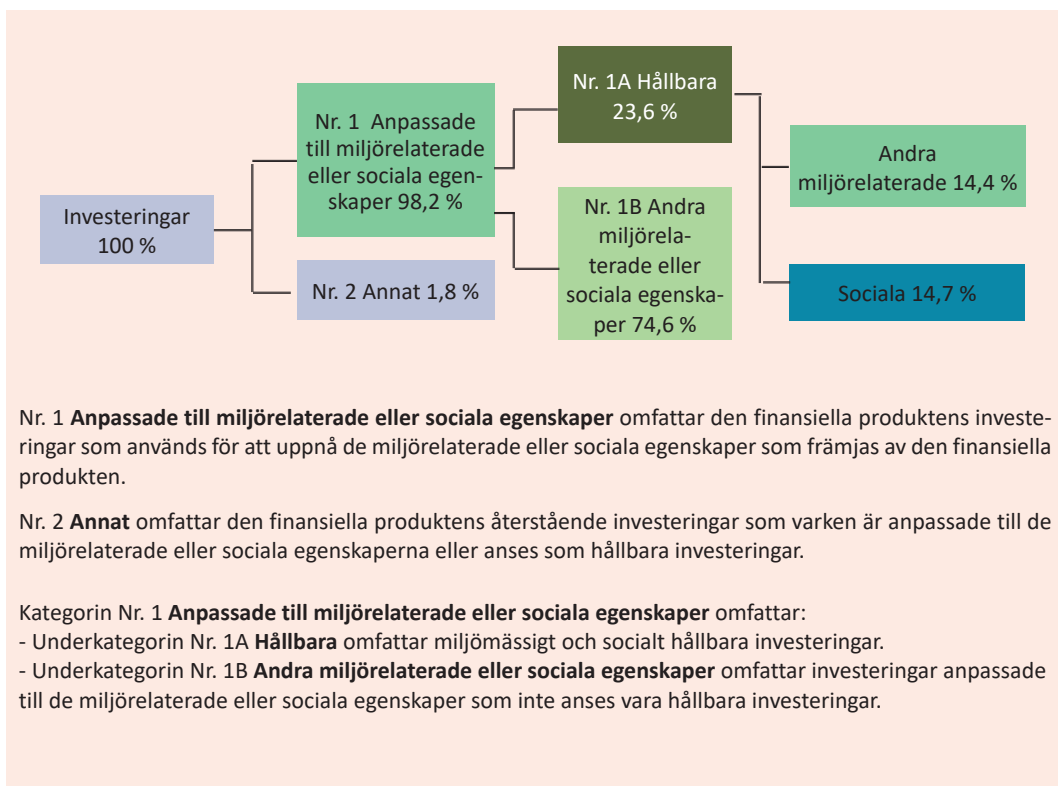 Investeringar
100 %
Nr. 1 Anpassade
till miljörelaterade
eller sociala egen-
skaper 98,2 %
Nr. 2 Annat 1,8 %
Nr. 1A Hållbara
23,6 %
Nr. 1B Andra
miljörela-
terade eller
sociala egenska-
per 74,6 %
Andra
miljörelaterade 14,4 %
Sociala 14,7 %
Nr. 1 Anpassade till miljörelaterade eller sociala egenskaper omfattar den finansiella produktens investe-
ringar som används för att uppnå de miljörelaterade eller sociala egenskaper som främjas av den finansiella
produkten.
Nr. 2 Annat omfattar den finansiella produktens återstående investeringar som varken är anpassade till de
miljörelaterade eller sociala egenskaperna eller anses som hållbara investeringar.
Kategorin Nr. 1 Anpassade till miljörelaterade eller sociala egenskaper omfattar:
- Underkategorin Nr. 1A Hållbara omfattar miljömässigt och socialt hållbara investeringar.
- Underkategorin Nr. 1B Andra miljörelaterade eller sociala egenskaper omfattar investeringar anpassade
till de miljörelaterade eller sociala egenskaper som inte anses vara hållbara investeringar.